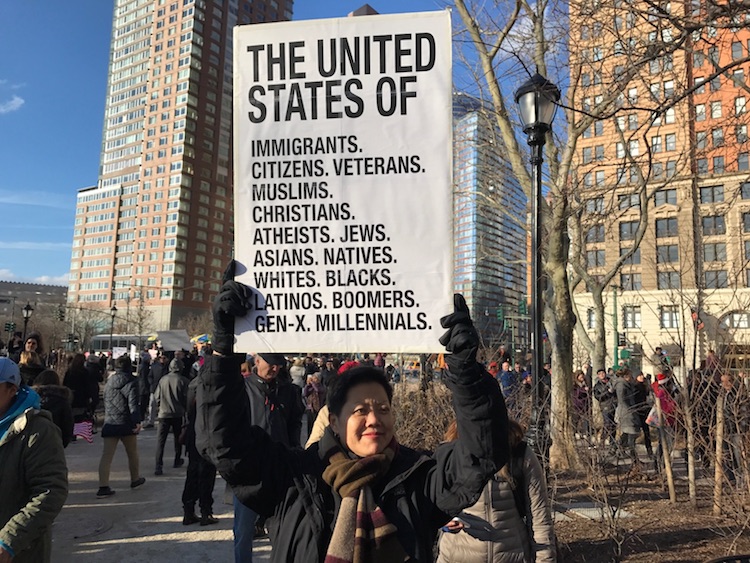 THE UNITED
STATES OF
IMMIGRANTS.
CITIZENS. VETERANS.
MUSLIMS.
CHRISTIANS.
ATHEISTS. JEWS.
ASIANS. NATIVES.
WHITES. BLACKS.
LATINOS. BOOMERS.
GEN-X. MILLENNIALS.